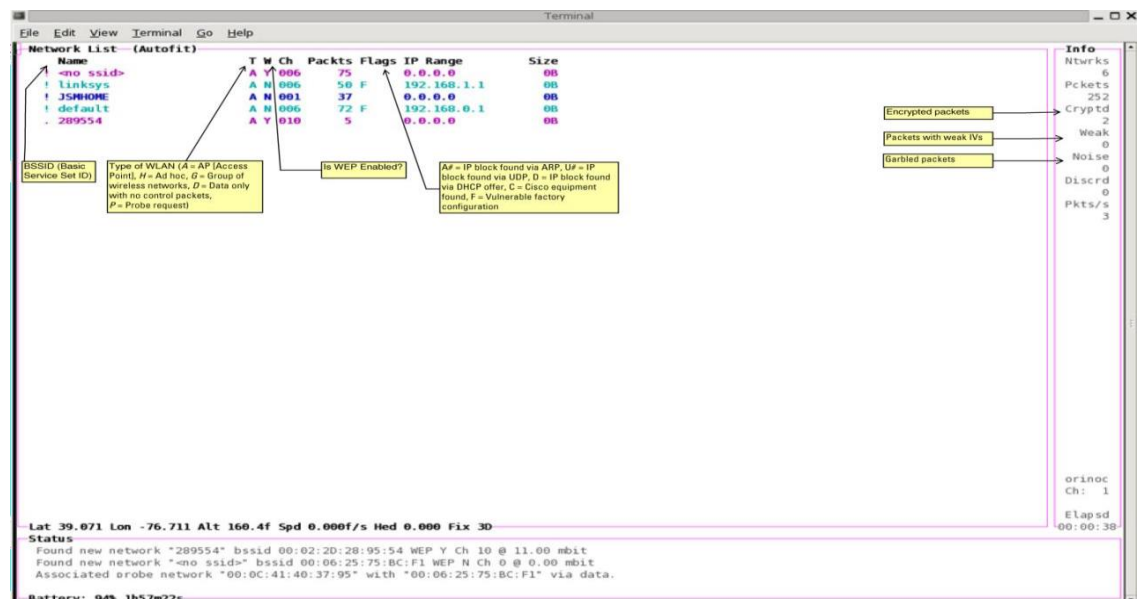 Terminal
File Edit View Terminal Go Help
Network List (Autofit)
Name T W Ch Packts Flags IP Range Size
! <no ssid> A Y 006 75 0.0.0.0 0B
! linksys A N 006 50 F 192.168.1.1 0B
! JSMHOME A N 001 37 0.0.0.0 0B
! default A N 006 72 F 192.168.0.1 0B
. 289554 A Y 010 5 0.0.0.0 0B
Info
Ntwrks
6
Pckets
252
Cryptd
2
Weak
0
Noise
0
Discrd
0
Pkts/s
3
Encrypted packets
Packets with weak IVs
Garbled packets
BSSID (Basic
Service Set ID)
Type of WLAN (A = AP [Access
Point], H = Ad hoc, G = Group of
wireless networks, D = Data only
with no control packets,
P = Probe request)
Is WEP Enabled?
A# = IP block found via ARP, U# = IP
block found via UDP, D = IP block found
via DHCP offer, C = Cisco equipment
found, F = Vulnerable factory
configuration
orinoc
Ch: 1
Elapsd
00:00:38
Lat 39.071 Lon -76.711 Alt 160.4f Spd 0.000f/s Hed 0.000 Fix 3D
Status
Found new network "289554" bssid 00:02:2D:28:95:54 WEP Y Ch 10 @ 11.00 mbit
Found new network "<no ssid>" bssid 00:06:25:75:BC:F1 WEP N Ch 0 @ 0.00 mbit
Associated probe network "00:0C:41:40:37:95" with "00:06:25:75:BC:F1" via data.
Battery: 94% 1h57m22s